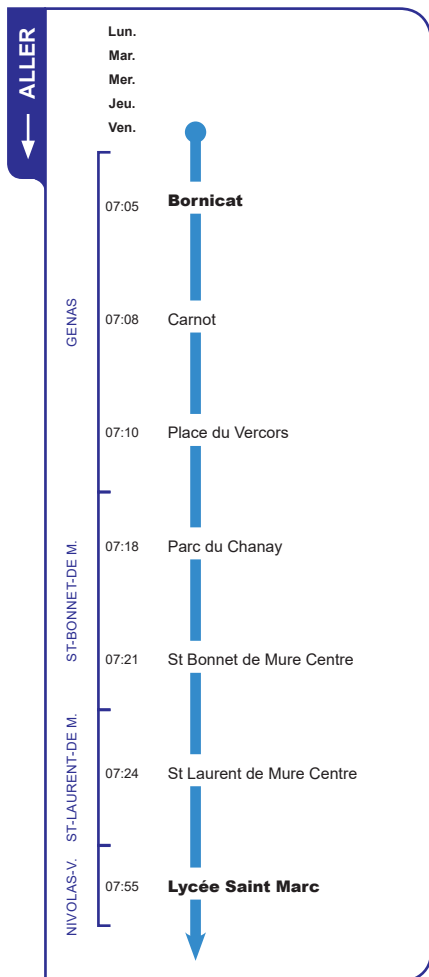 ALLER
Lun.
Mar.
Mer.
Jeu.
Ven.
GENAS
07:05 Bornicat
07:08 Carnot
07:10 Place du Vercors
ST-BONNET-DE M.
07:18 Parc du Chanay
07:21 St Bonnet de Mure Centre
ST-LAURENT-DE M.
07:24 St Laurent de Mure Centre
NIVOLAS-V.
07:55 Lycée Saint Marc